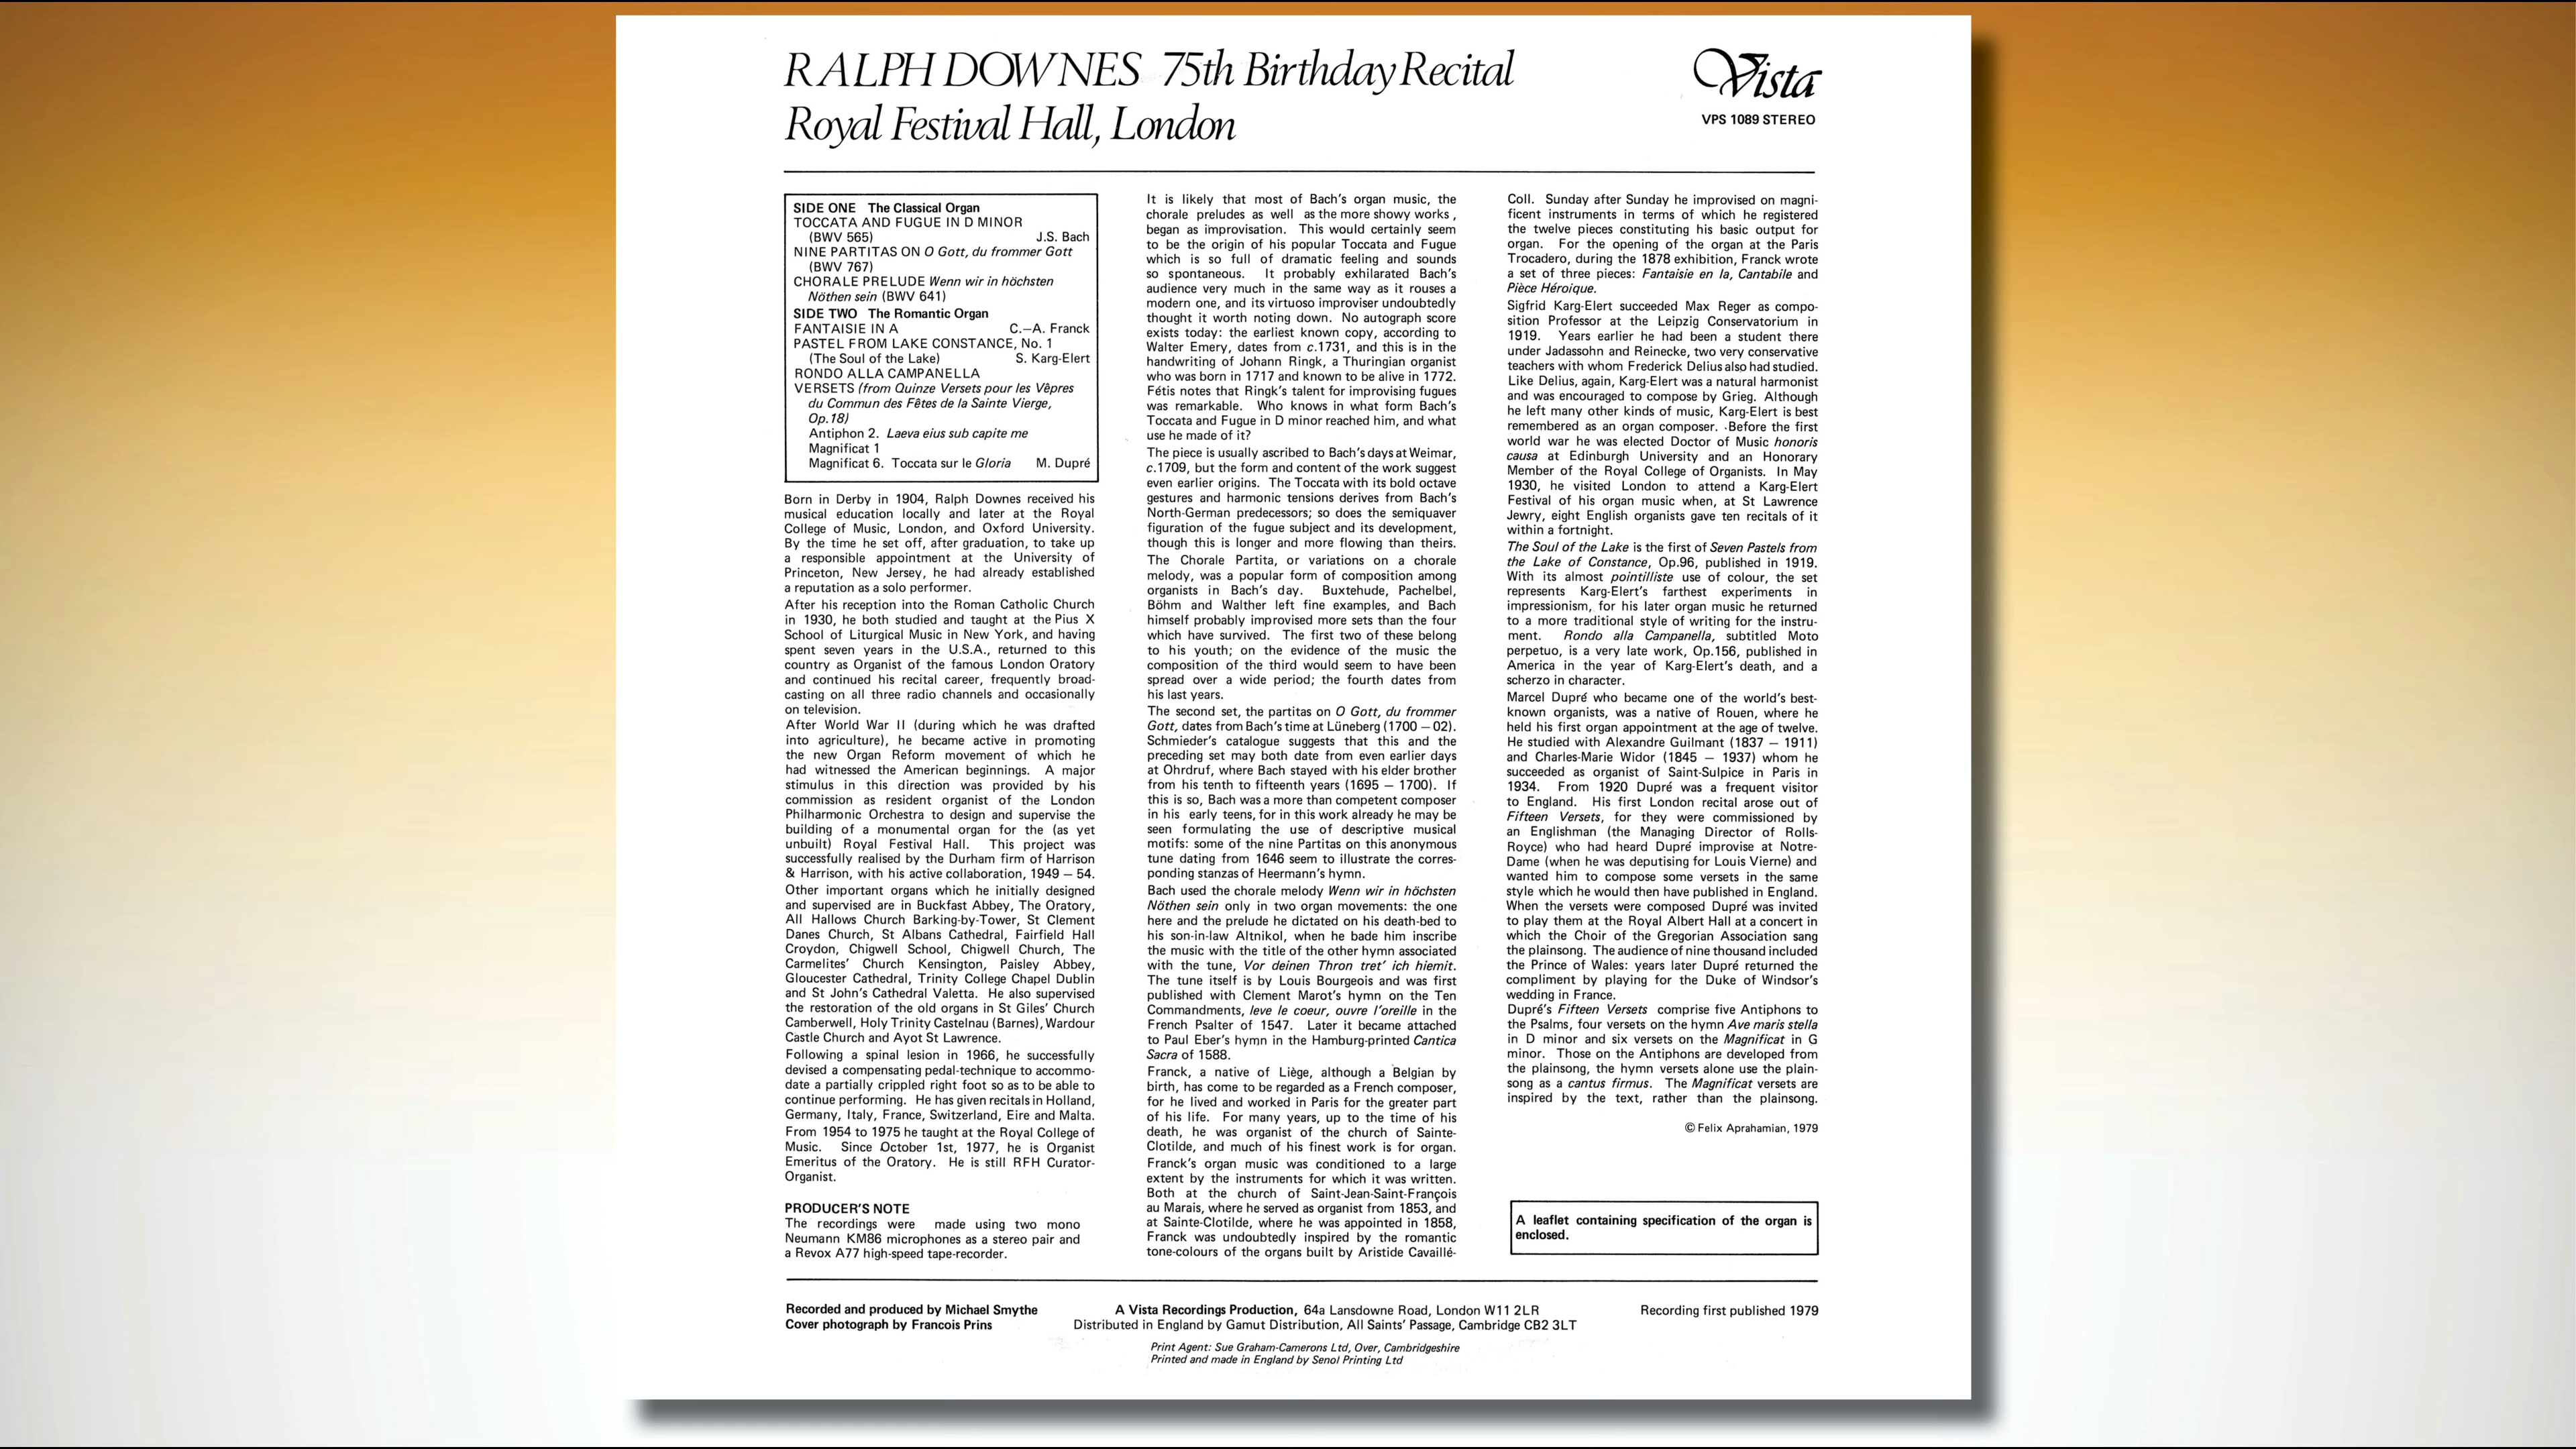 RALPH DOWNES 75th Birthday Recital
Royal Festival Hall, London
Vista
VPS 1089 STEREO
SIDE ONE The Classical Organ
TOCCATA AND FUGUE IN D MINOR
(BWV 565) J.S. Bach
NINE PARTITAS ON O Gott, du frommer Gott
(BWV 767)
CHORALE PRELUDE Wenn wir in höchsten
Nöthen sein (BWV 641)
SIDE TWO The Romantic Organ
FANTAISIE IN A C.–A. Franck
PASTEL FROM LAKE CONSTANCE, No. 1
(The Soul of the Lake) S. Karg-Elert
RONDO ALLA CAMPANELLA
VERSETS (from Quinze Versets pour les Vêpres
du Commun des Fêtes de la Sainte Vierge,
Op.18)
Antiphon 2. Laeva eius sub capite me
Magnificat 1
Magnificat 6. Toccata sur le Gloria M. Dupré
Born in Derby in 1904, Ralph Downes received his
musical education locally and later at the Royal
College of Music, London, and Oxford University.
By the time he set off, after graduation, to take up
a responsible appointment at the University of
Princeton, New Jersey, he had already established
a reputation as a solo performer.
After his reception into the Roman Catholic Church
in 1930, he both studied and taught at the Pius X
School of Liturgical Music in New York, and having
spent seven years in the U.S.A., returned to this
country as Organist of the famous London Oratory
and continued his recital career, frequently broad-
casting on all three radio channels and occasionally
on television.
After World War II (during which he was drafted
into agriculture), he became active in promoting
the new Organ Reform movement of which he
had witnessed the American beginnings. A major
stimulus in this direction was provided by his
commission as resident organist of the London
Philharmonic Orchestra to design and supervise the
building of a monumental organ for the (as yet
unbuilt) Royal Festival Hall. This project was
successfully realised by the Durham firm of Harrison
& Harrison, with his active collaboration, 1949 – 54.
Other important organs which he initially designed
and supervised are in Buckfast Abbey, The Oratory,
All Hallows Church Barking-by-Tower, St Clement
Danes Church, St Albans Cathedral, Fairfield Hall
Croydon, Chigwell School, Chigwell Church, The
Carmelites' Church Kensington, Paisley Abbey,
Gloucester Cathedral, Trinity College Chapel Dublin
and St John's Cathedral Valetta. He also supervised
the restoration of the old organs in St Giles' Church
Camberwell, Holy Trinity Castelnau (Barnes), Wardour
Castle Church and Ayot St Lawrence.
Following a spinal lesion in 1966, he successfully
devised a compensating pedal-technique to accommo-
date a partially crippled right foot so as to be able to
continue performing. He has given recitals in Holland,
Germany, Italy, France, Switzerland, Eire and Malta.
From 1954 to 1975 he taught at the Royal College of
Music. Since October 1st, 1977, he is Organist
Emeritus of the Oratory. He is still RFH Curator-
Organist.
PRODUCER'S NOTE
The recordings were made using two mono
Neumann KM86 microphones as a stereo pair and
a Revox A77 high-speed tape-recorder.
It is likely that most of Bach's organ music, the
chorale preludes as well as the more showy works ,
began as improvisation. This would certainly seem
to be the origin of his popular Toccata and Fugue
which is so full of dramatic feeling and sounds
so spontaneous. It probably exhilarated Bach's
audience very much in the same way as it rouses a
modern one, and its virtuoso improviser undoubtedly
thought it worth noting down. No autograph score
exists today: the earliest known copy, according to
Walter Emery, dates from c.1731, and this is in the
handwriting of Johann Ringk, a Thuringian organist
who was born in 1717 and known to be alive in 1772.
Fétis notes that Ringk's talent for improvising fugues
was remarkable. Who knows in what form Bach's
Toccata and Fugue in D minor reached him, and what
use he made of it?
The piece is usually ascribed to Bach's days at Weimar,
c.1709, but the form and content of the work suggest
even earlier origins. The Toccata with its bold octave
gestures and harmonic tensions derives from Bach's
North-German predecessors; so does the semiquaver
figuration of the fugue subject and its development,
though this is longer and more flowing than theirs.
The Chorale Partita, or variations on a chorale
melody, was a popular form of composition among
organists in Bach's day. Buxtehude, Pachelbel,
Böhm and Walther left fine examples, and Bach
himself probably improvised more sets than the four
which have survived. The first two of these belong
to his youth; on the evidence of the music the
composition of the third would seem to have been
spread over a wide period; the fourth dates from
his last years.
The second set, the partitas on O Gott, du frommer
Gott, dates from Bach's time at Lüneberg (1700 – 02).
Schmieder's catalogue suggests that this and the
preceding set may both date from even earlier days
at Ohrdruf, where Bach stayed with his elder brother
from his tenth to fifteenth years (1695 – 1700). If
this is so, Bach was a more than competent composer
in his early teens, for in this work already he may be
seen formulating the use of descriptive musical
motifs: some of the nine Partitas on this anonymous
tune dating from 1646 seem to illustrate the corres-
ponding stanzas of Heermann's hymn.
Bach used the chorale melody Wenn wir in höchsten
Nöthen sein only in two organ movements: the one
here and the prelude he dictated on his death-bed to
his son-in-law Altnikol, when he bade him inscribe
the music with the title of the other hymn associated
with the tune, Vor deinen Thron tret' ich hiemit.
The tune itself is by Louis Bourgeois and was first
published with Clement Marot's hymn on the Ten
Commandments, leve le coeur, ouvre l'oreille in the
French Psalter of 1547. Later it became attached
to Paul Eber's hymn in the Hamburg-printed Cantica
Sacra of 1588.
Franck, a native of Liège, although a Belgian by
birth, has come to be regarded as a French composer,
for he lived and worked in Paris for the greater part
of his life. For many years, up to the time of his
death, he was organist of the church of Sainte-
Clotilde, and much of his finest work is for organ.
Franck's organ music was conditioned to a large
extent by the instruments for which it was written.
Both at the church of Saint-Jean-Saint-François
au Marais, where he served as organist from 1853, and
at Sainte-Clotilde, where he was appointed in 1858,
Franck was undoubtedly inspired by the romantic
tone-colours of the organs built by Aristide Cavaillé-
Coll. Sunday after Sunday he improvised on magni-
ficent instruments in terms of which he registered
the twelve pieces constituting his basic output for
organ. For the opening of the organ at the Paris
Trocadero, during the 1878 exhibition, Franck wrote
a set of three pieces: Fantaisie en la, Cantabile and
Pièce Héroique.
Sigfrid Karg-Elert succeeded Max Reger as compo-
sition Professor at the Leipzig Conservatorium in
1919. Years earlier he had been a student there
under Jadassohn and Reinecke, two very conservative
teachers with whom Frederick Delius also had studied.
Like Delius, again, Karg-Elert was a natural harmonist
and was encouraged to compose by Grieg. Although
he left many other kinds of music, Karg-Elert is best
remembered as an organ composer. Before the first
world war he was elected Doctor of Music honoris
causa at Edinburgh University and an Honorary
Member of the Royal College of Organists. In May
1930, he visited London to attend a Karg-Elert
Festival of his organ music when, at St Lawrence
Jewry, eight English organists gave ten recitals of it
within a fortnight.
The Soul of the Lake is the first of Seven Pastels from
the Lake of Constance, Op.96, published in 1919.
With its almost pointilliste use of colour, the set
represents Karg-Elert's farthest experiments in
impressionism, for his later organ music he returned
to a more traditional style of writing for the instru-
ment. Rondo alla Campanella, subtitled Moto
perpetuo, is a very late work, Op.156, published in
America in the year of Karg-Elert's death, and a
scherzo in character.
Marcel Dupré who became one of the world's best-
known organists, was a native of Rouen, where he
held his first organ appointment at the age of twelve.
He studied with Alexandre Guilmant (1837 – 1911)
and Charles-Marie Widor (1845 – 1937) whom he
succeeded as organist of Saint-Sulpice in Paris in
1934. From 1920 Dupré was a frequent visitor
to England. His first London recital arose out of
Fifteen Versets, for they were commissioned by
an Englishman (the Managing Director of Rolls-
Royce) who had heard Dupré improvise at Notre-
Dame (when he was deputising for Louis Vierne) and
wanted him to compose some versets in the same
style which he would then have published in England.
When the versets were composed Dupré was invited
to play them at the Royal Albert Hall at a concert in
which the Choir of the Gregorian Association sang
the plainsong. The audience of nine thousand included
the Prince of Wales: years later Dupré returned the
compliment by playing for the Duke of Windsor's
wedding in France.
Dupré's Fifteen Versets comprise five Antiphons to
the Psalms, four versets on the hymn Ave maris stella
in D minor and six versets on the Magnificat in G
minor. Those on the Antiphons are developed from
the plainsong, the hymn versets alone use the plain-
song as a cantus firmus. The Magnificat versets are
inspired by the text, rather than the plainsong.
© Felix Aprahamian, 1979
A leaflet containing specification of the organ is
enclosed.
Recorded and produced by Michael Smythe
Cover photograph by Francois Prins
A Vista Recordings Production, 64a Lansdowne Road, London W11 2LR
Distributed in England by Gamut Distribution, All Saints' Passage, Cambridge CB2 3LT
Recording first published 1979
Print Agent: Sue Graham-Camerons Ltd, Over, Cambridgeshire
Printed and made in England by Senol Printing Ltd